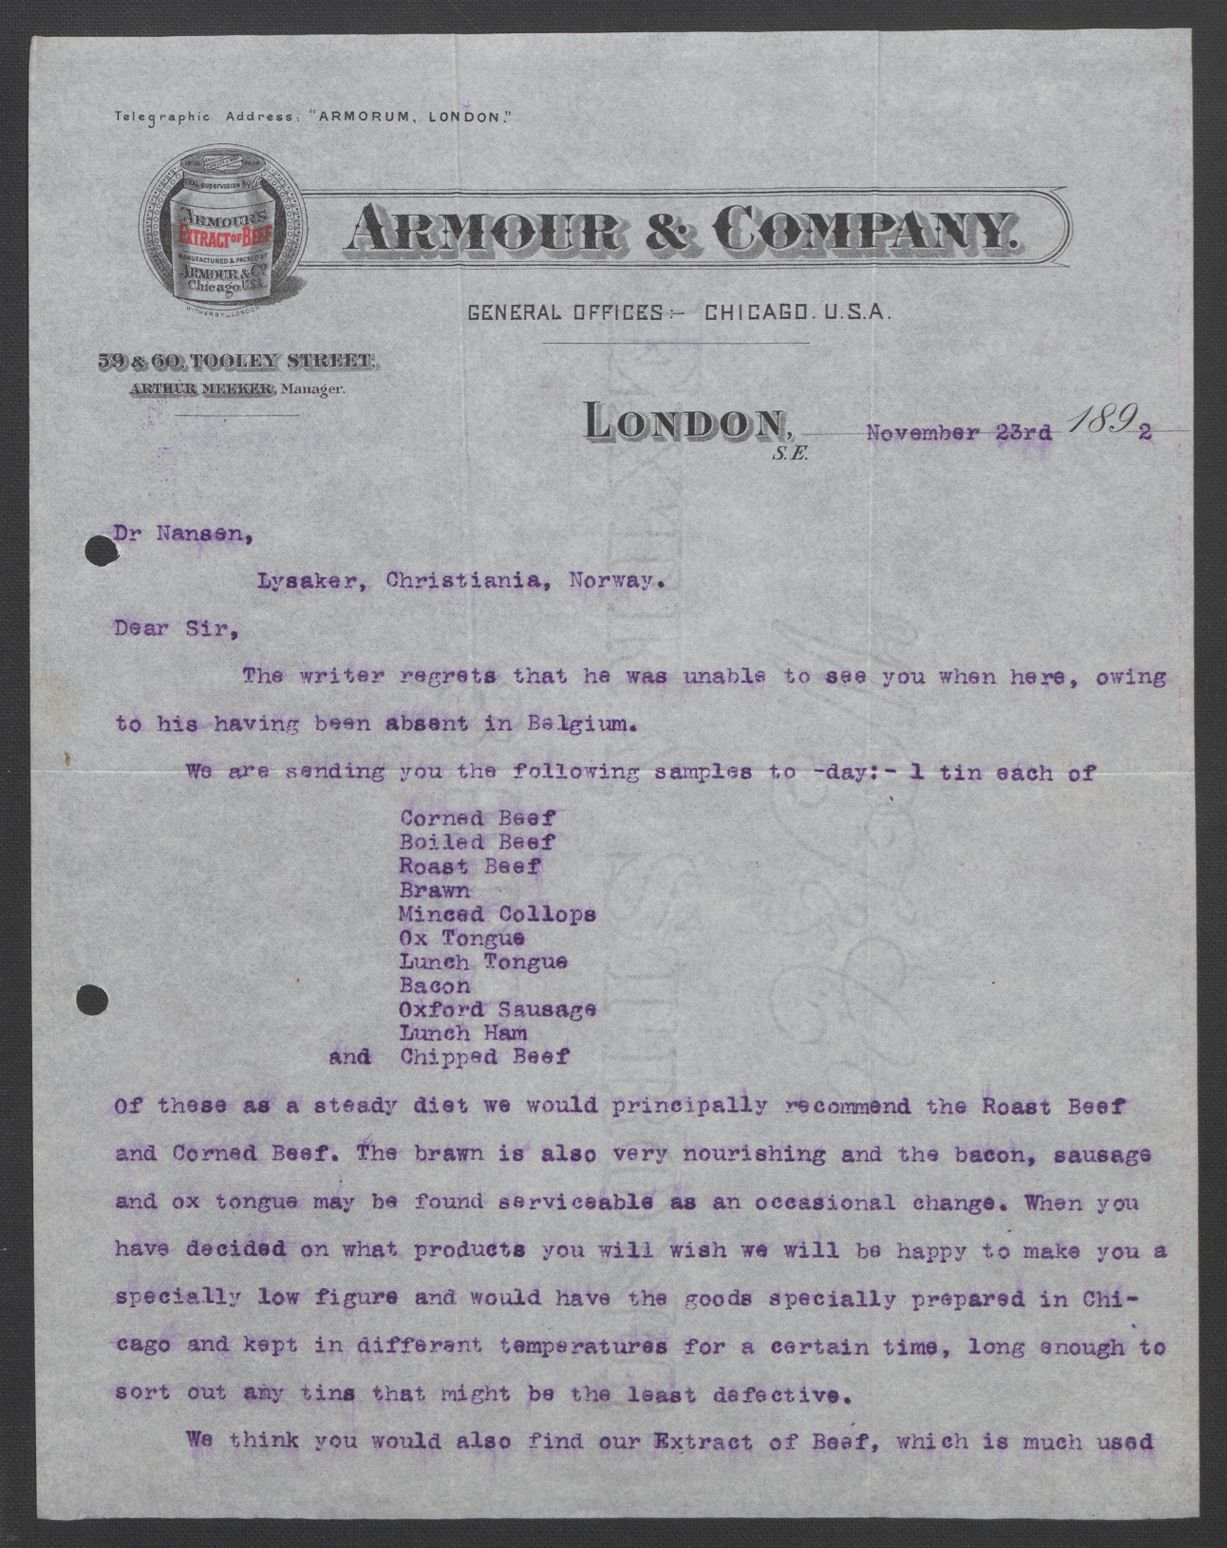 Telegraphic Address: "ARMORUM, LONDON."
ARMOUR'S
EXTRACT OF BEEF
MANUFACTURED & PACKED BY
ARMOUR & Co
Chicago, U.S.A.
WITHERBY_LONDON
ARMOUR & COMPANY.
GENERAL OFFICES:- CHICAGO. U.S.A.
59 & 60, TOOLEY STREET,
ARTHUR MEEKER, Manager.
LONDON, November 23rd 1892
S.E.
Dr Nansen,
Lysaker, Christiania, Norway.
Dear Sir,
The writer regrets that he was unable to see you when here, owing
to his having been absent in Belgium.
We are sending you the following samples to -day:- 1 tin each of
Corned Beef
Boiled Beef
Roast Beef
Brawn
Minced Collops
Ox Tongue
Lunch Tongue
Bacon
Oxford Sausage
Lunch Ham
and Chipped Beef
Of these as a steady diet we would principally recommend the Roast Beef
and Corned Beef. The brawn is also very nourishing and the bacon, sausage
and ox tongue may be found serviceable as an occasional change. When you
have decided on what products you will wish we will be happy to make you a
specially low figure and would have the goods specially prepared in Chi-
cago and kept in different temperatures for a certain time, long enough to
sort out any tins that might be the least defective.
We think you would also find our Extract of Beef, which is much used